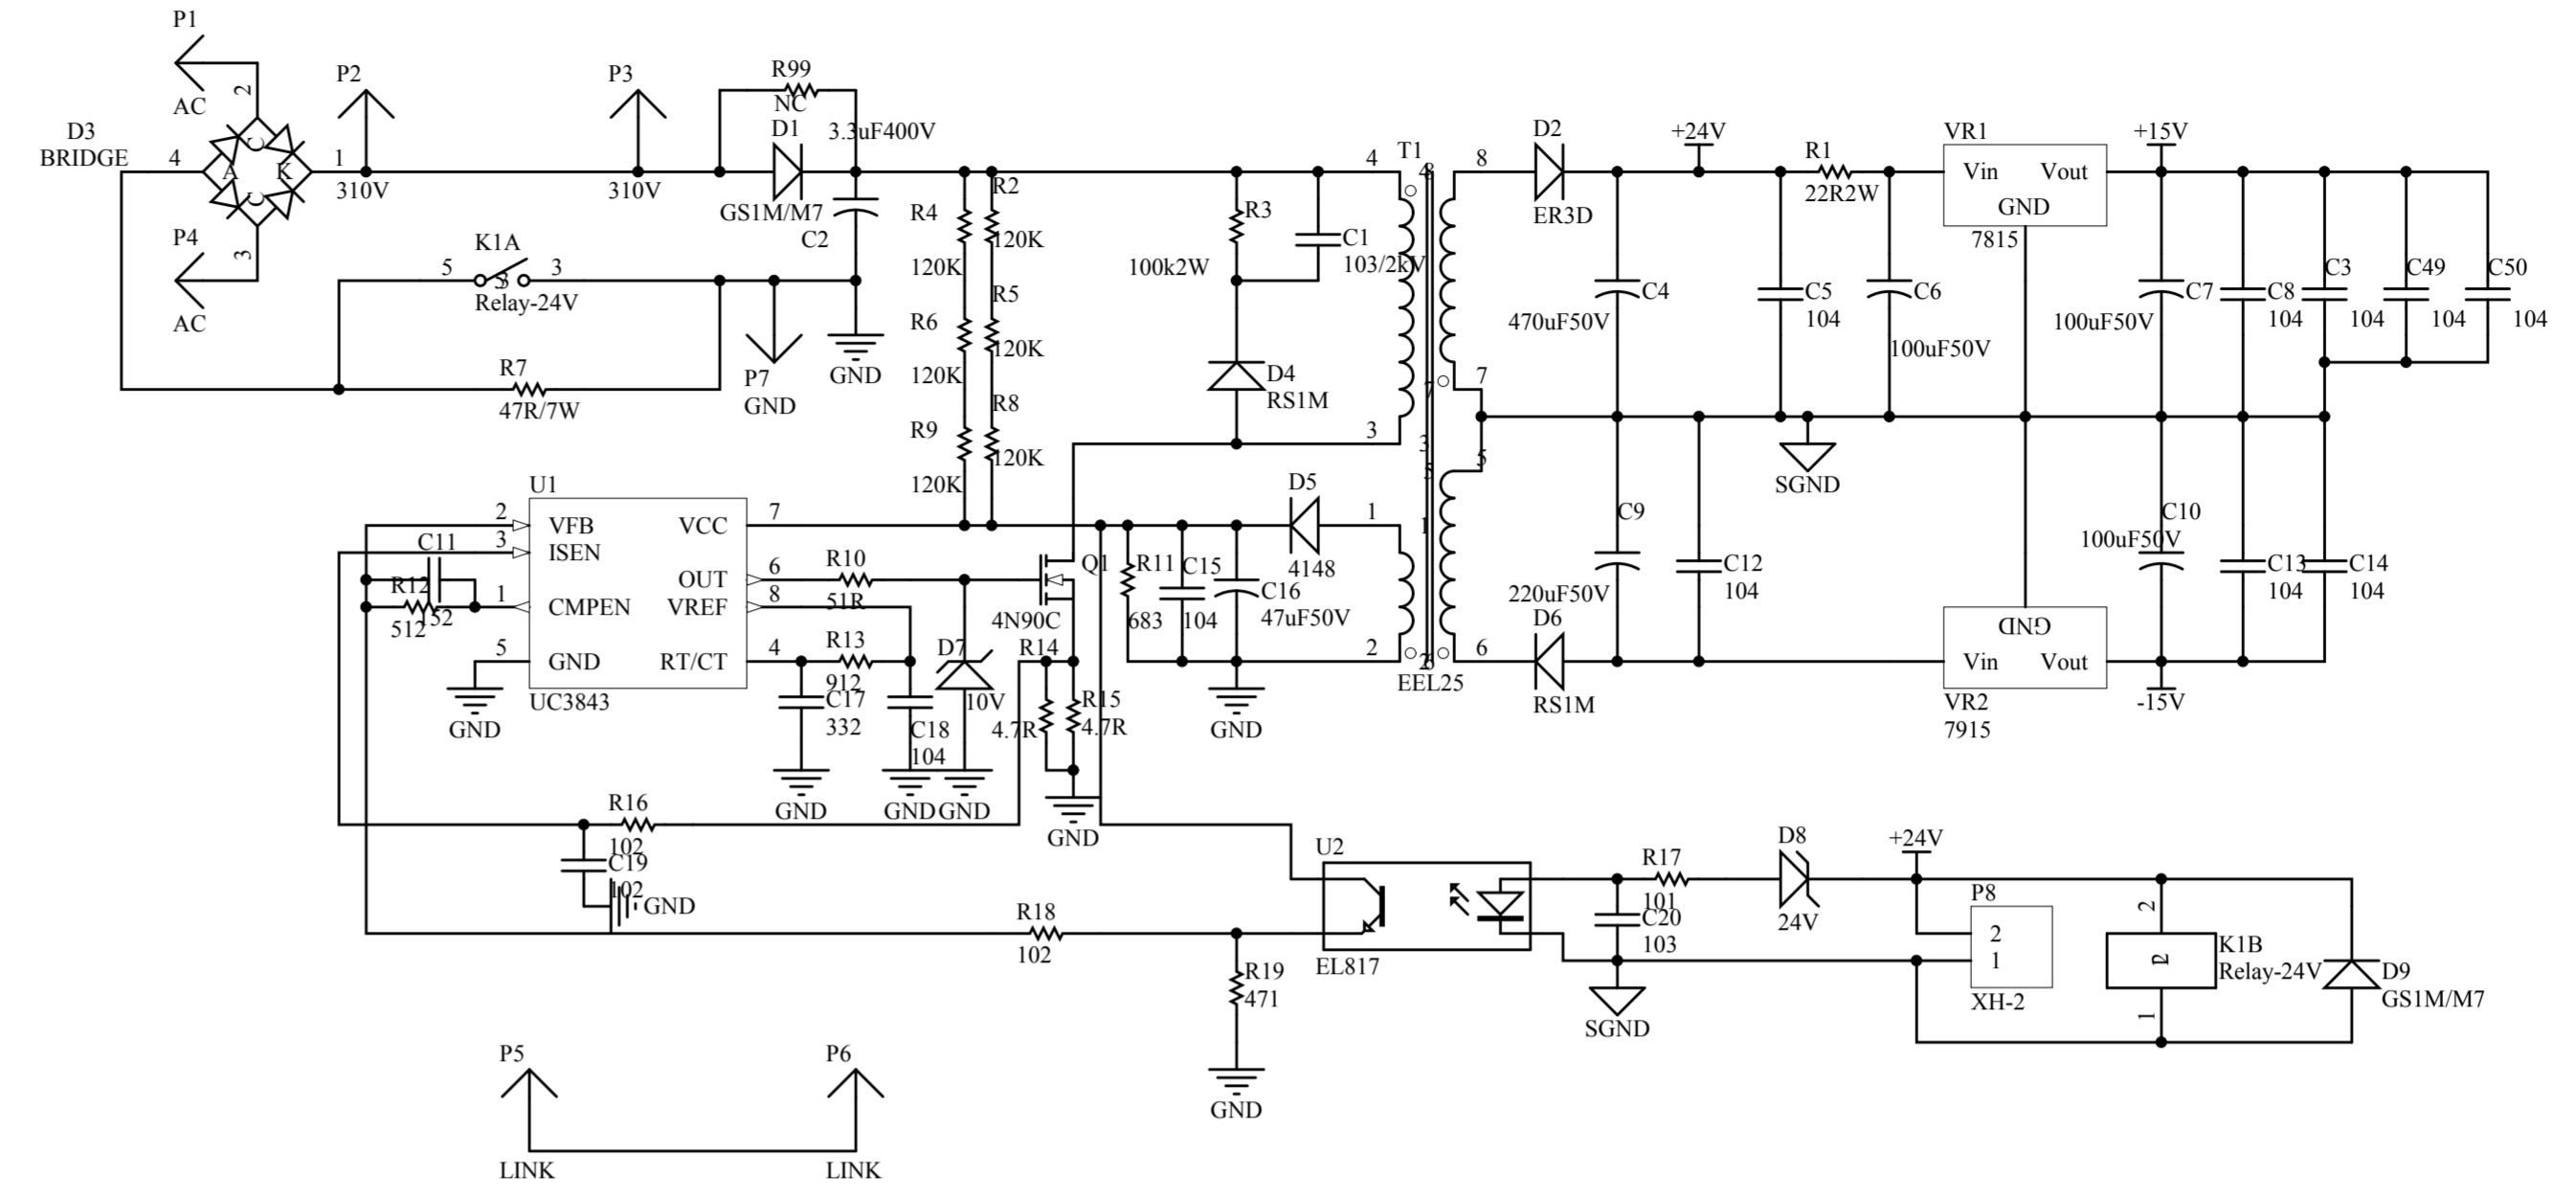 P1
AC
2
D3
BRIDGE
4
A
K
C
C
1
P2
310V
P3
310V
R99
NC
D1
GS1M/M7
3.3uF400V
C2
P4
AC
3
K1A
5
3
Relay-24V
R7
47R/7W
P7
GND
GND
R4
120K
R6
120K
R9
120K
R2
120K
R5
120K
R8
120K
R3
100k2W
C1
103/2kV
D4
RS1M
4
3
T1
1
2
EEL25
8
7
5
6
D2
ER3D
+24V
C4
470uF50V
C5
104
R1
22R2W
C6
100uF50V
VR1
Vin
Vout
GND
7815
+15V
C7
100uF50V
C8
104
C3
104
C49
104
C50
104
SGND
C9
220uF50V
C12
104
D6
RS1M
GND
Vin
Vout
VR2
7915
C10
100uF50V
C13
104
C14
104
-15V
U1
2
VFB
3
ISEN
1
CMPEN
5
GND
VCC
7
OUT
6
VREF
8
RT/CT
4
UC3843
C11
152
R12
512
GND
R10
51R
R13
912
C17
332
GND
C18
104
GND
D7
10V
GND
Q1
4N90C
R14
4.7R
R15
4.7R
GND
R11
683
C15
104
C16
47uF50V
D5
4148
GND
R16
102
C19
102
GND
R18
102
R19
471
GND
U2
EL817
R17
101
C20
103
SGND
D8
24V
+24V
P8
2
1
XH-2
2
1
K1B
Relay-24V
D9
GS1M/M7
P5
LINK
P6
LINK